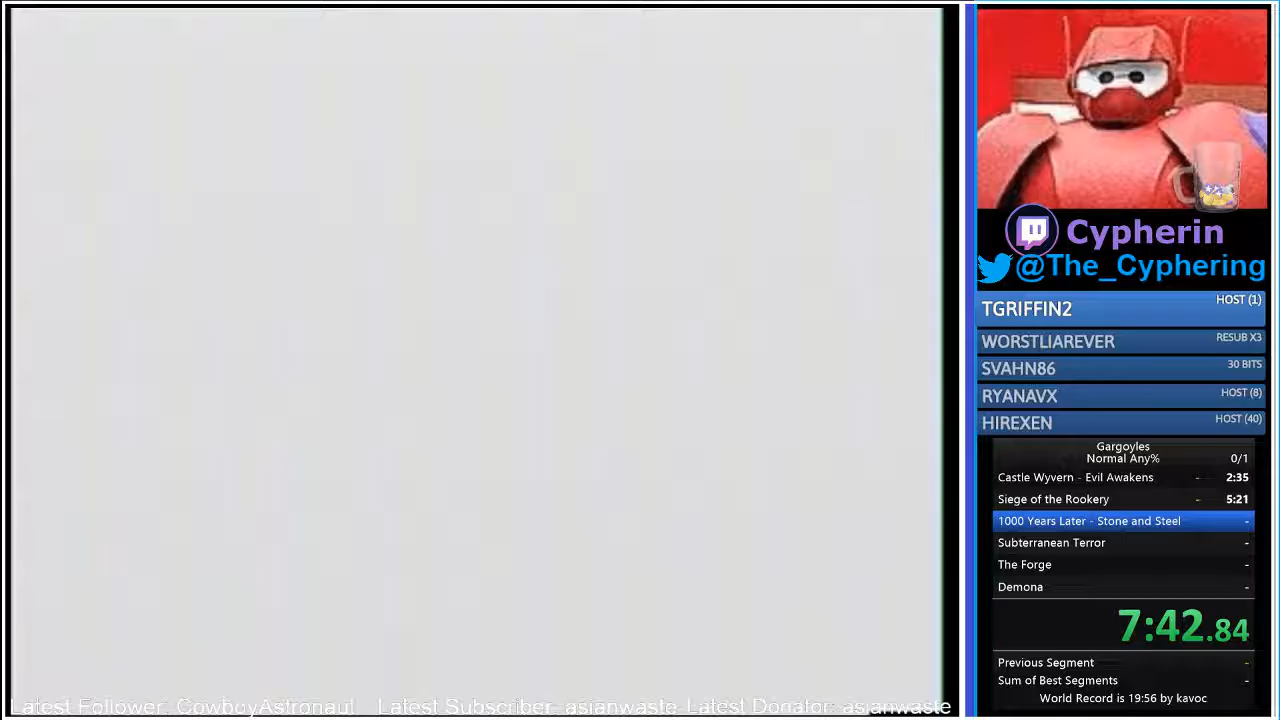 Cypherin
@The_Cyphering
TGRIFFIN2 HOST (1)
WORSTLIAREVER RESUB X3
SVAHN86 30 BITS
RYANAVX HOST (8)
HIREXEN HOST (40)
Gargoyles
Normal Any% 0/1
Castle Wyvern - Evil Awakens - 2:35
Siege of the Rookery - 5:21
1000 Years Later - Stone and Steel -
Subterranean Terror -
The Forge -
Demona -
7:42.84
Previous Segment -
Sum of Best Segments -
World Record is 19:56 by kavoc
Latest Follower: CowboyAstronaut Latest Subscriber: asianwaste Latest Donator: asianwaste